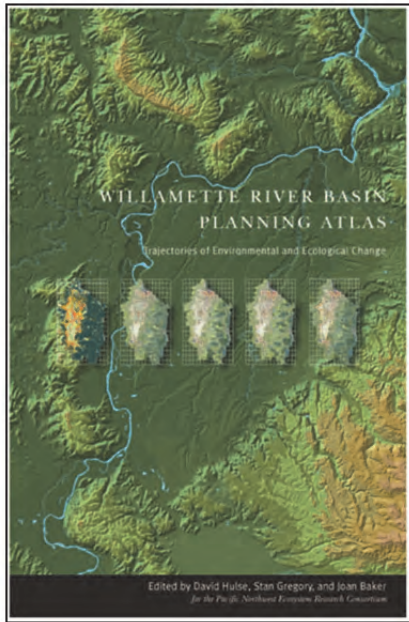 WILLAMETTE RIVER BASIN
PLANNING ATLAS
Trajectories of Environmental and Ecological Change
Edited by David Hulse, Stan Gregory, and Joan Baker
for the Pacific Northwest Ecosystem Research Consortium